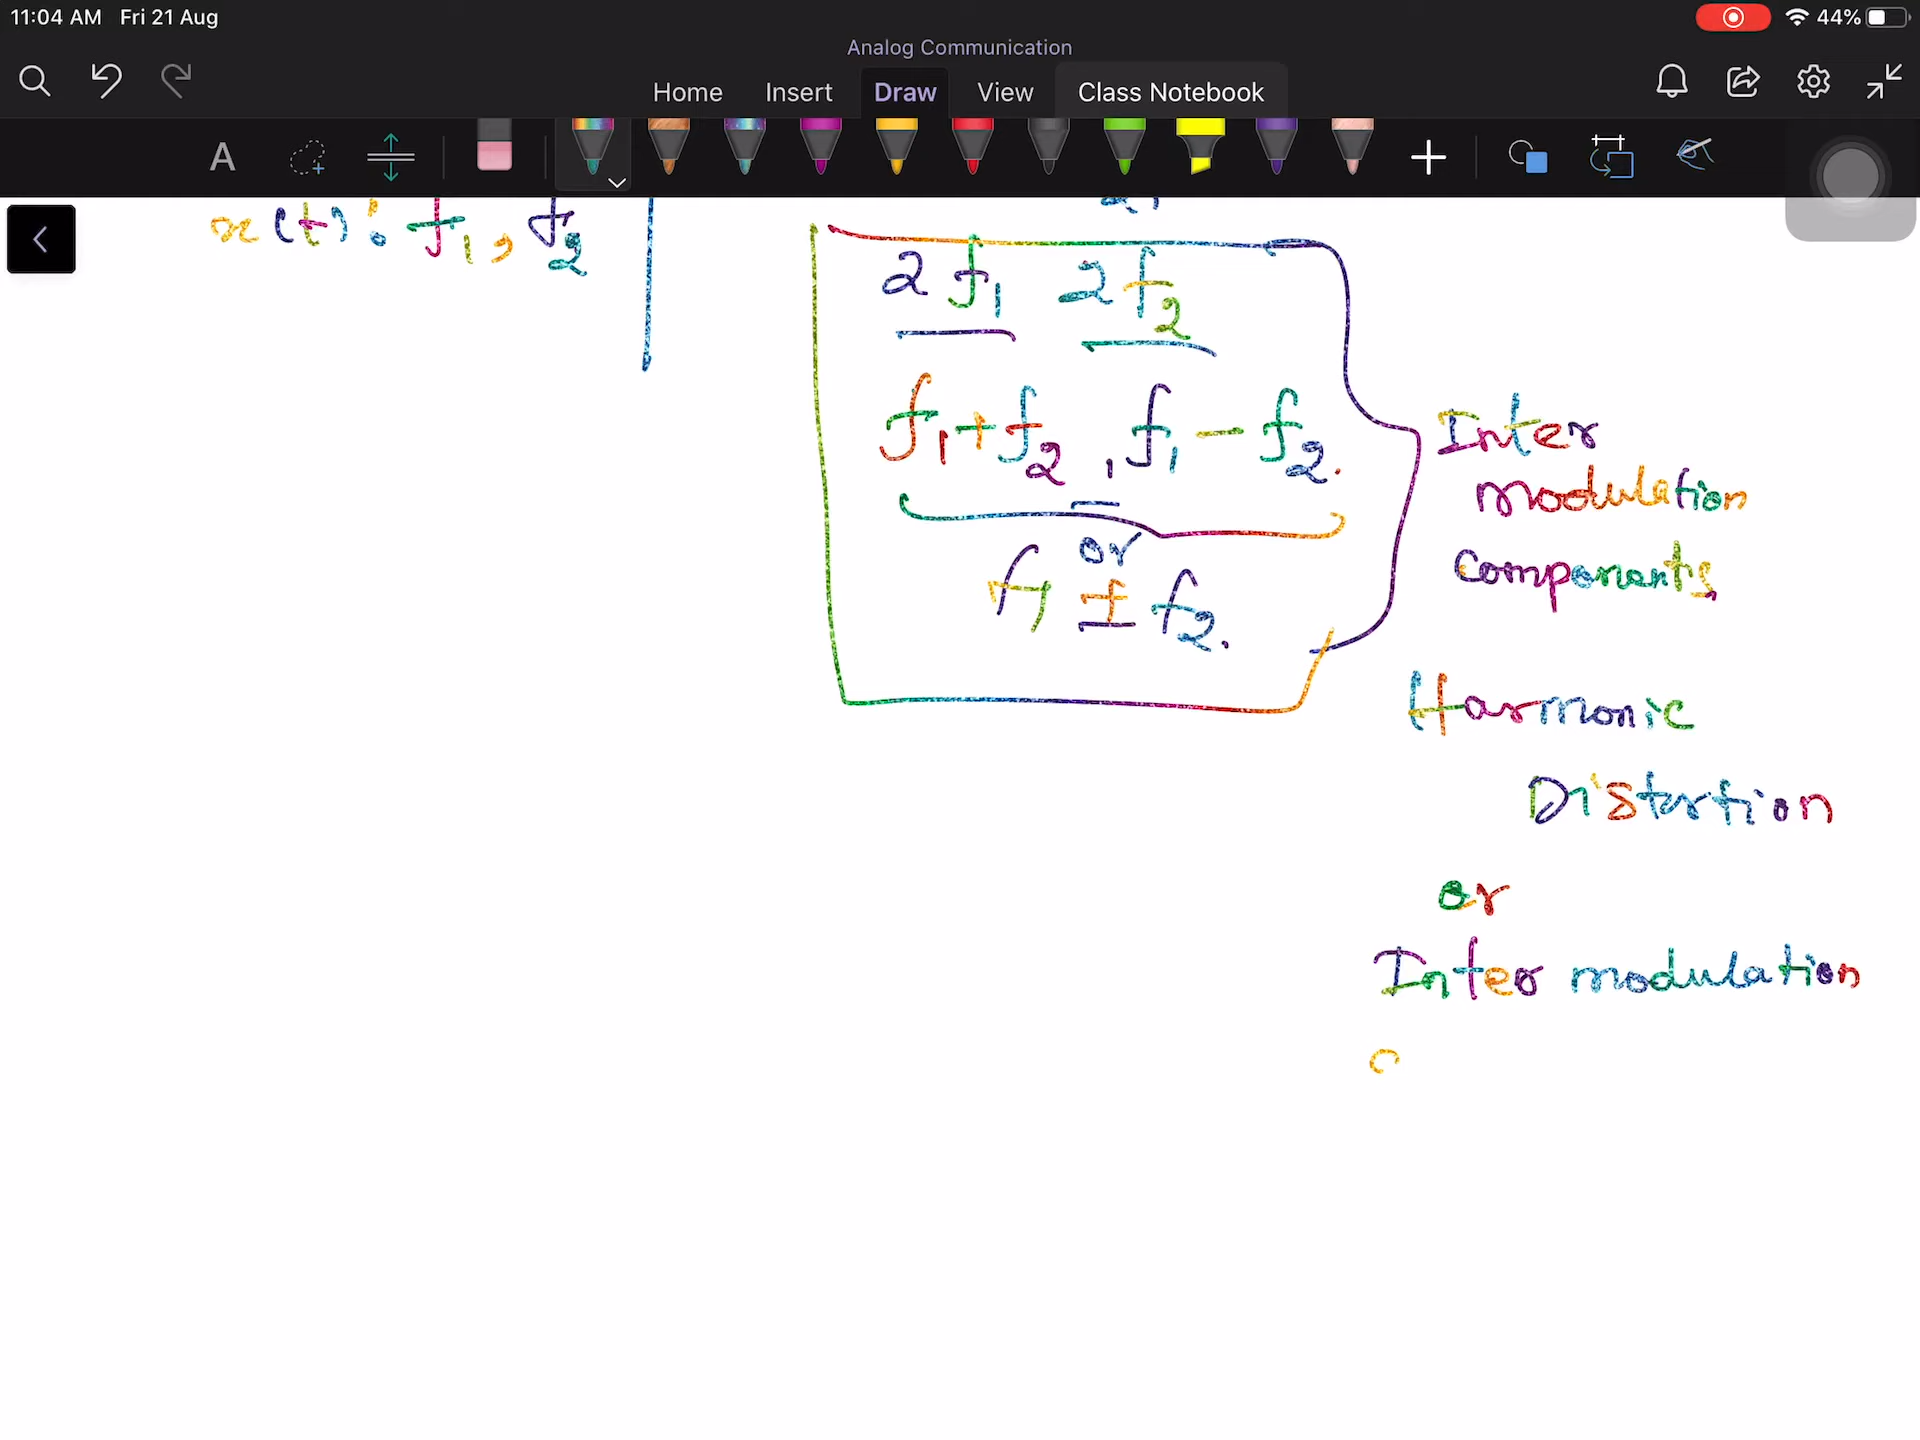 11:04 AM Fri 21 Aug
44%
Analog Communication
Home Insert Draw View Class Notebook
A
x(t): f1, f2
2f1 2f2
f1+f2, f1-f2.
or
f1 ± f2.
Inter
modulation
Components,
Harmonic
Distortion
or
Inter modulation